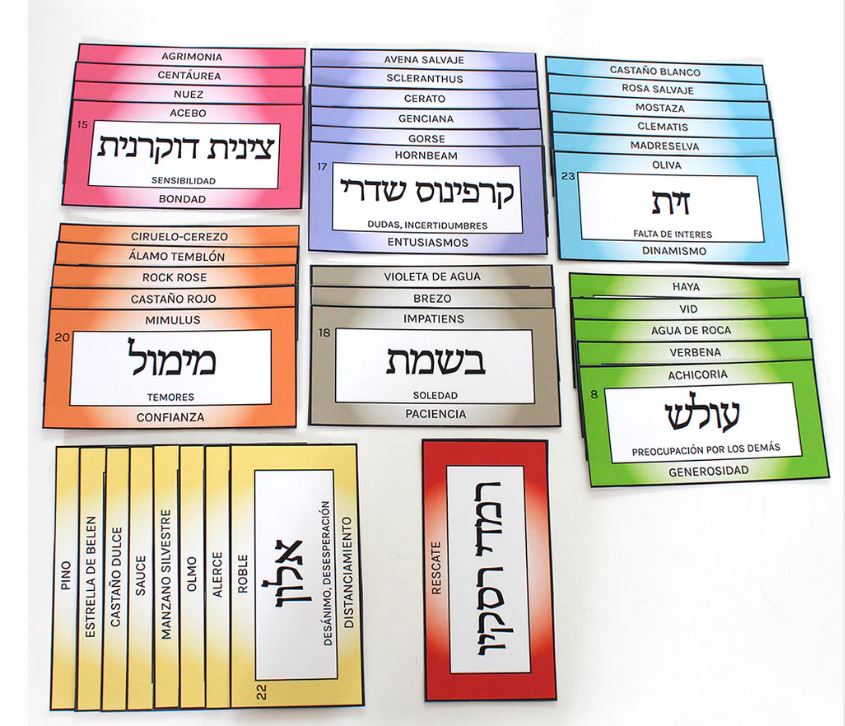 AGRIMONIA
CENTÁUREA
NUEZ
ACEBO
15
צינית דוקרנית
SENSIBILIDAD
BONDAD
AVENA SALVAJE
SCLERANTHUS
CERATO
GENCIANA
GORSE
HORNBEAM
17
קרפינוס שדרי
DUDAS, INCERTIDUMBRES
ENTUSIASMOS
CASTAÑO BLANCO
ROSA SALVAJE
MOSTAZA
CLEMATIS
MADRESELVA
OLIVA
23
זית
FALTA DE INTERES
DINAMISMO
CIRUELO-CEREZO
ÁLAMO TEMBLÓN
ROCK ROSE
CASTAÑO ROJO
MIMULUS
20
מימול
TEMORES
CONFIANZA
VIOLETA DE AGUA
BREZO
IMPATIENS
18
בשמת
SOLEDAD
PACIENCIA
HAYA
VID
AGUA DE ROCA
VERBENA
ACHICORIA
8
עולש
PREOCUPACIÓN POR LOS DEMÁS
GENEROSIDAD
PINO
ESTRELLA DE BELEN
CASTAÑO DULCE
SAUCE
MANZANO SILVESTRE
OLMO
ALERCE
ROBLE
22
אלון
DESÁNIMO, DESESPERACIÓN
DISTANCIAMIENTO
RESCATE
רמדי רסקיו